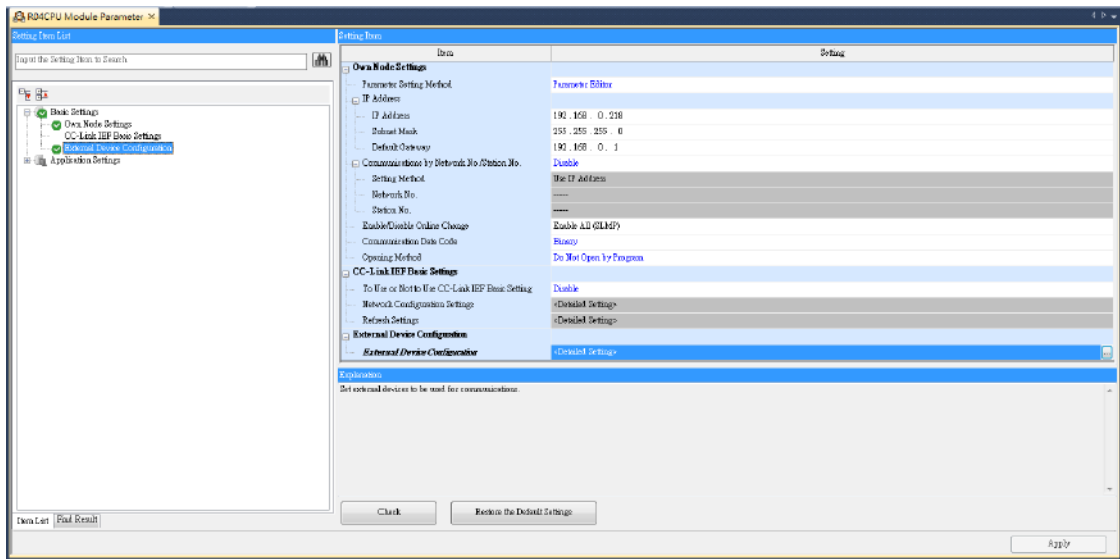 R04CPU Module Parameter
Setting Item List
Input the Setting Item to Search
Basic Settings
Own Node Settings
CC-Link IEF Basic Settings
External Device Configuration
Application Settings
Item List
Find Result
Setting Item
Item Setting
Own Node Settings
Parameter Setting Method Parameter Editor
IP Address
IP Address 192.168. 0.218
Subnet Mask 255.255.255. 0
Default Gateway 192.168. 0. 1
Communications by Network No./Station No. Disable
Setting Method Use IP Address
Network No. -----
Station No. -----
Enable/Disable Online Change Enable All (SLMP)
Communication Data Code Binary
Opening Method Do Not Open by Program
CC-Link IEF Basic Settings
To Use or Not to Use CC-Link IEF Basic Setting Disable
Network Configuration Settings <Detailed Setting>
Refresh Settings <Detailed Setting>
External Device Configuration
External Device Configuration <Detailed Setting>
Explanation
Set external devices to be used for communications.
Check
Restore the Default Settings
Apply